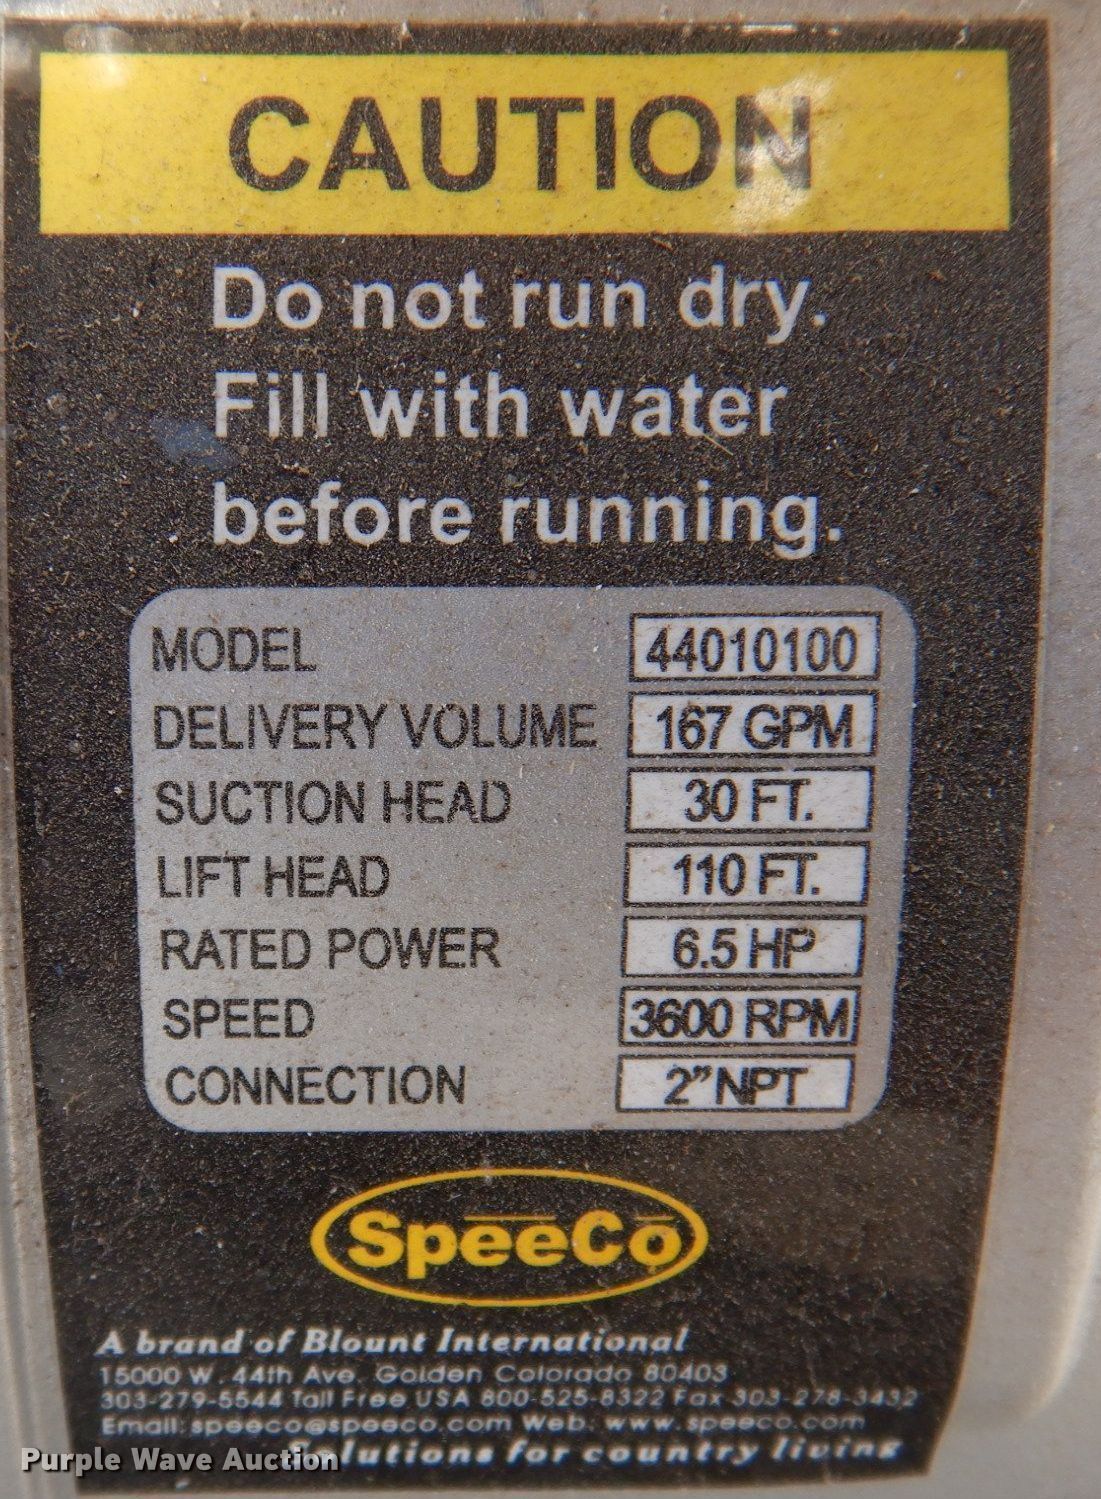 CAUTION
Do not run dry.
Fill with water
before running.
MODEL 44010100
DELIVERY VOLUME 167 GPM
SUCTION HEAD 30 FT.
LIFT HEAD 110 FT.
RATED POWER 6.5 HP
SPEED 3600 RPM
CONNECTION 2" NPT
SpeeCo
A brand of Blount International
15000 W. 44th Ave. Golden Colorado 80403
303-279-5544 Toll Free USA 800-525-8322 Fax 303-278-3432
Email: speeco@speeco.com Web: www.speeco.com
Solutions for country living
Purple Wave Auction